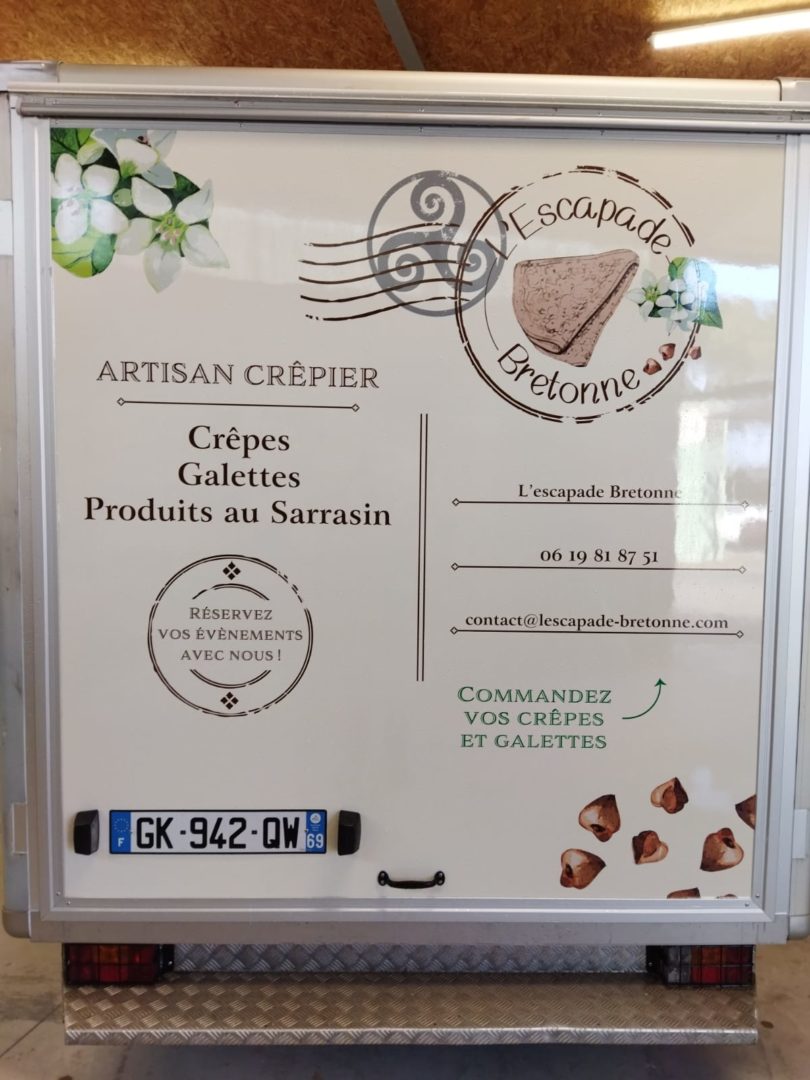 L'Escapade
Bretonne
ARTISAN CRÊPIER
Crêpes
Galettes
Produits au Sarrasin
RÉSERVEZ
VOS ÉVÈNEMENTS
AVEC NOUS !
L'escapade Bretonne
06 19 81 87 51
contact@lescapade-bretonne.com
COMMANDEZ
VOS CRÊPES
ET GALETTES
F GK-942-QW 69